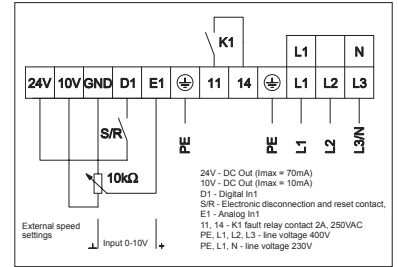 K1
L1 N
24V 10V GND D1 E1 11 14 L1 L2 L3
S/R
PE PE L1 L2 L3/N
10kΩ
24V - DC Out (Imax = 70mA)
10V - DC Out (Imax = 10mA)
D1 - Digital In1
S/R - Electronic disconnection and reset contact,
E1 - Analog In1
11, 14 - K1 fault relay contact 2A, 250VAC
PE, L1, L2, L3 - line voltage 400V
PE, L1, N - line voltage 230V
External speed
settings
⊥ Input 0-10V +